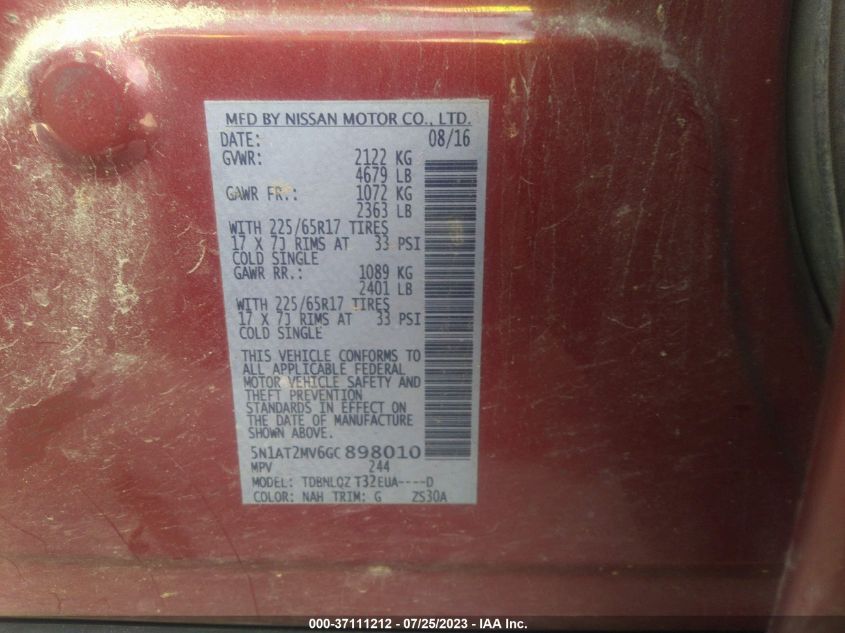 MFD BY NISSAN MOTOR CO., LTD.
DATE: 08/16
GVWR: 2122 KG
4679 LB
GAWR FR.: 1072 KG
2363 LB
WITH 225/65R17 TIRES
17 X 7J RIMS AT 33 PSI
COLD SINGLE
GAWR RR.: 1089 KG
2401 LB
WITH 225/65R17 TIRES
17 X 7J RIMS AT 33 PSI
COLD SINGLE
THIS VEHICLE CONFORMS TO
ALL APPLICABLE FEDERAL
MOTOR VEHICLE SAFETY AND
THEFT PREVENTION
STANDARDS IN EFFECT ON
THE DATE OF MANUFACTURE
SHOWN ABOVE.
5N1AT2MV6GC898010
MPV 244
MODEL: TDBNLQZ T32EUA----D
COLOR: NAH TRIM: G ZS30A
000-37111212 - 07/25/2023 - IAA Inc.